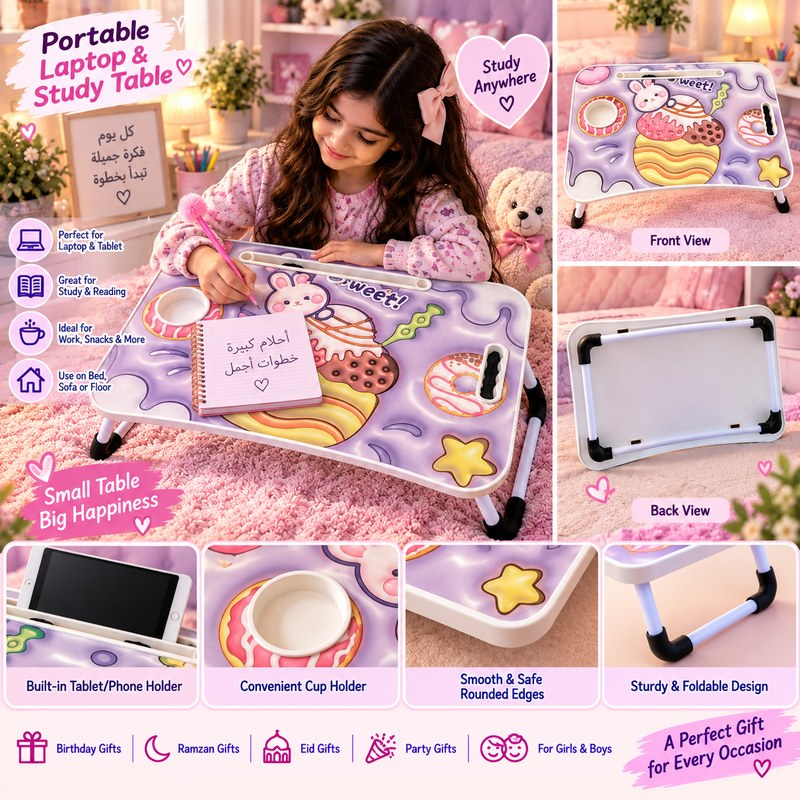 Portable
Laptop &
Study Table
Study
Anywhere
كل يوم
فكرة جميلة
تبدأ بخطوة
Perfect for
Laptop & Tablet
Great for
Study & Reading
Ideal for
Work, Snacks & More
Use on Bed,
Sofa or Floor
Sweet!
أحلام كبيرة
خطوات أجمل
Small Table
Big Happiness
Sweet!
Front View
Back View
Built-in Tablet/Phone Holder
Convenient Cup Holder
Smooth & Safe
Rounded Edges
Sturdy & Foldable Design
Birthday Gifts
Ramzan Gifts
Eid Gifts
Party Gifts
For Girls & Boys
A Perfect Gift
for Every Occasion